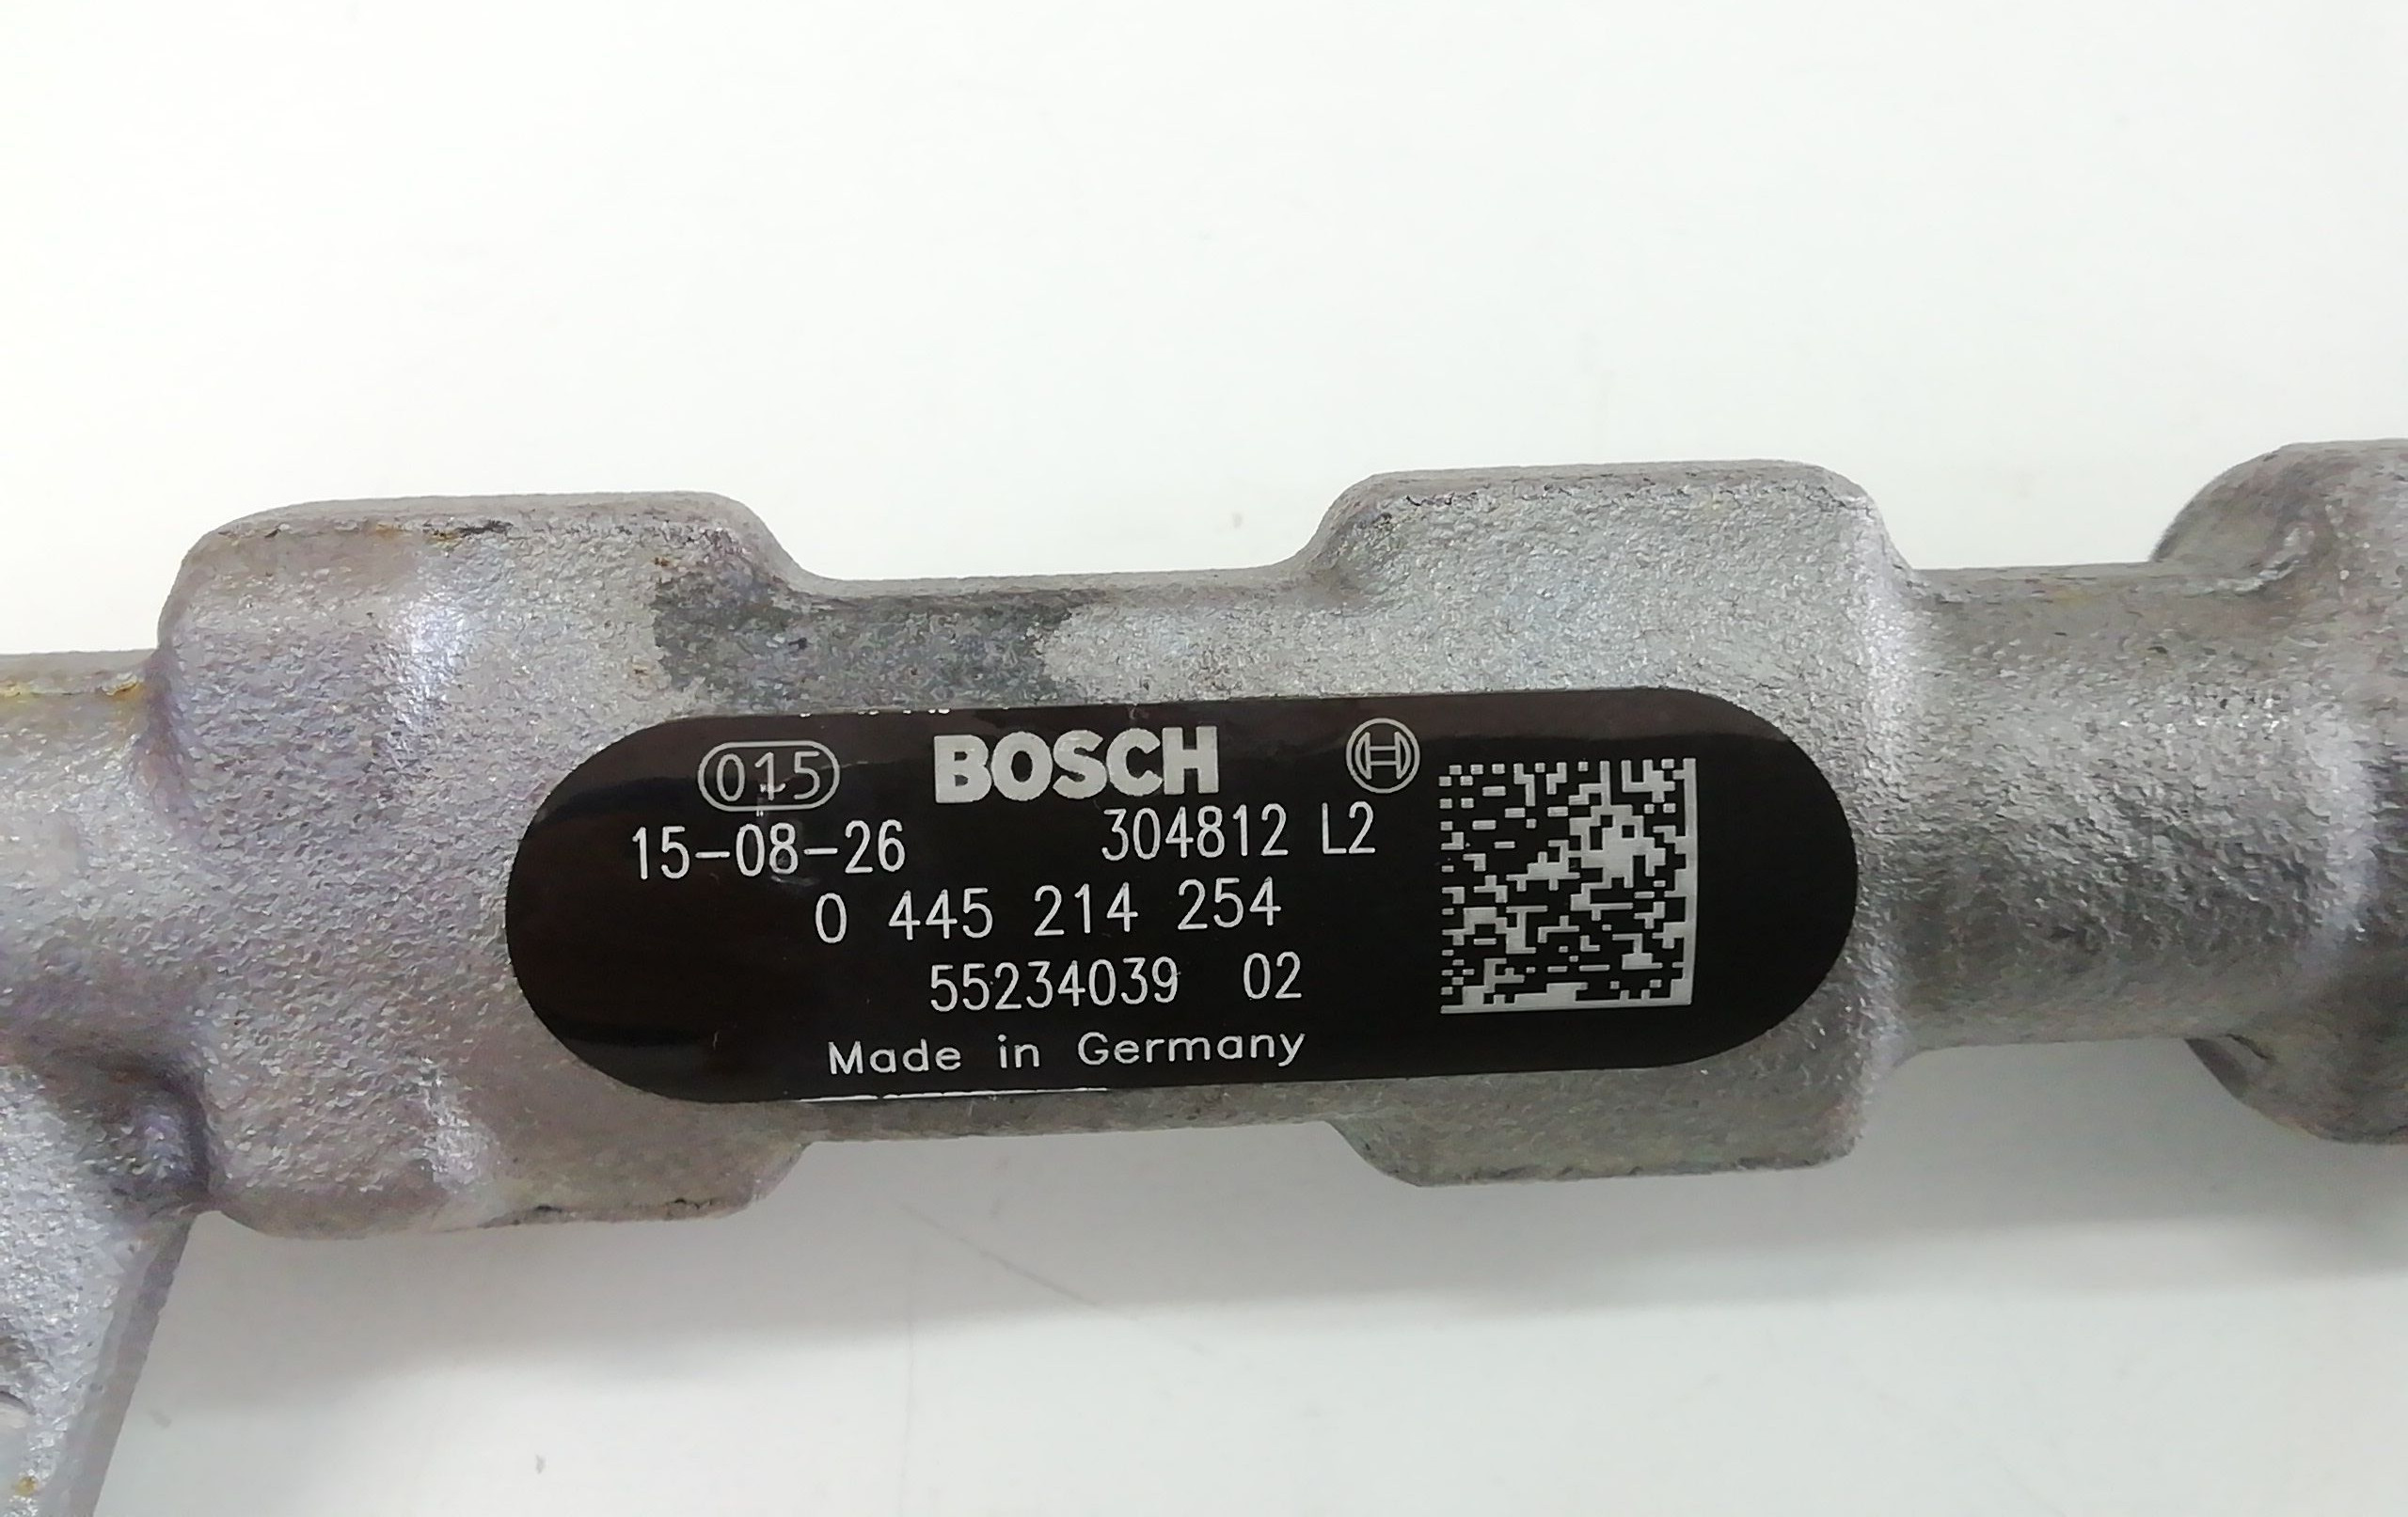 015 BOSCH
15-08-26 304812 L2
0 445 214 254
55234039 02
Made in Germany